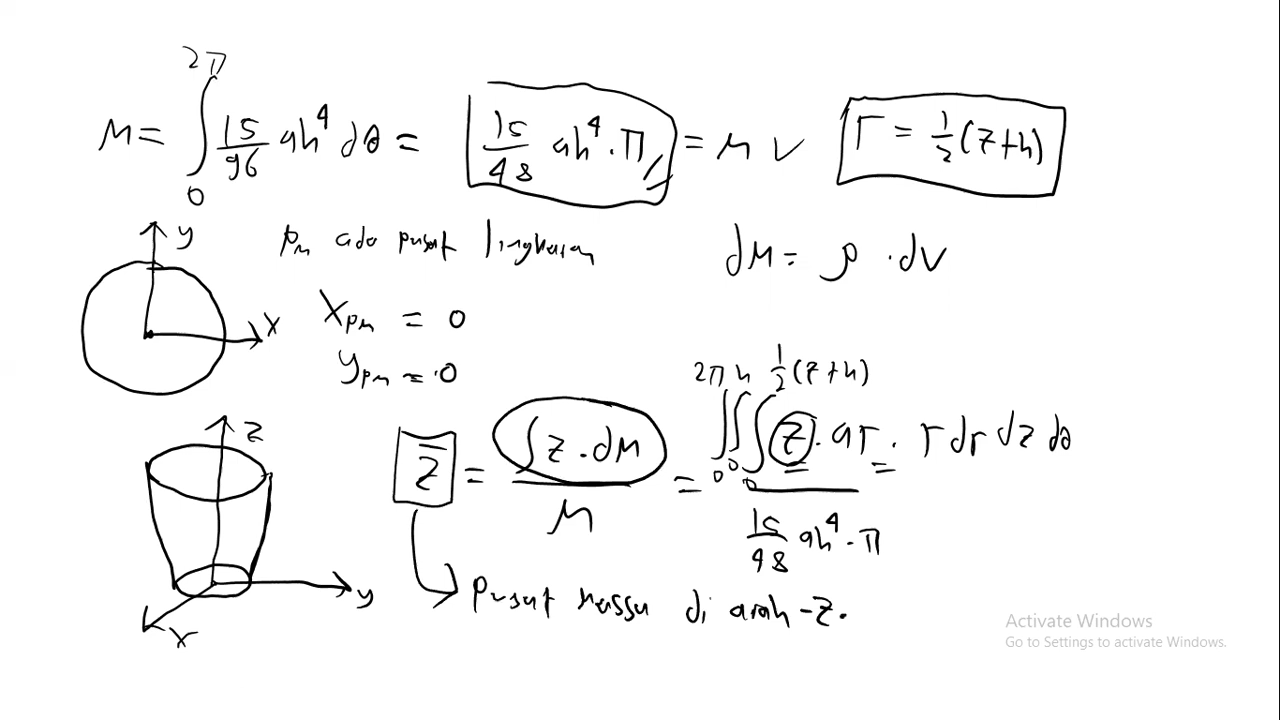 M = ∫₀^2π 15/96 ah⁴ dθ = 15/48 ah⁴ · π = M ✓
r = 1/2 (z+h)
y
x
pm ada pusat lingkaran
dM = ρ · dV
Xpm = 0
ypm = 0
z
y
x
z̄ = ∫ z · dM / M = ∫₀^2π ∫₀^h ∫₀^1/2(z+h) z · ar · r dr dz dθ / 15/48 ah⁴ · π
Pusat massa di arah -z.
Activate Windows
Go to Settings to activate Windows.